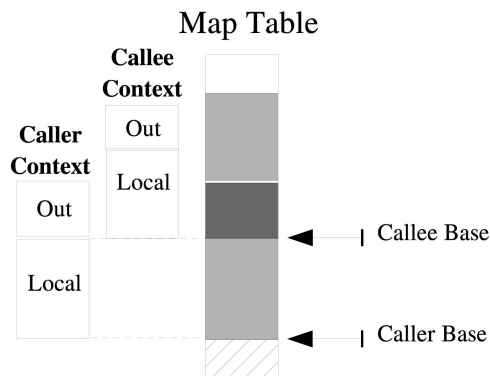 Map Table
Callee
Context
Out
Local
Caller
Context
Out
Local
Callee Base
Caller Base